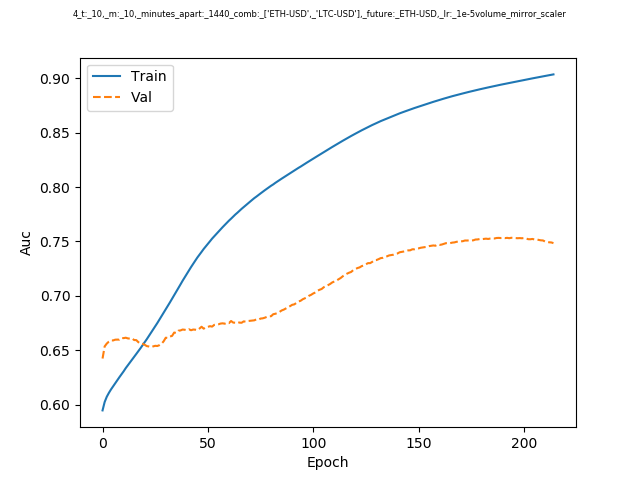 4_t:_10,_m:_10,_minutes_apart:_1440_comb:_['ETH-USD',_'LTC-USD'],_future:_ETH-USD,_lr:_1e-5volume_mirror_scaler
Train
Val
0.90
0.85
0.80
0.75
0.70
0.65
0.60
Auc
0 50 100 150 200
Epoch